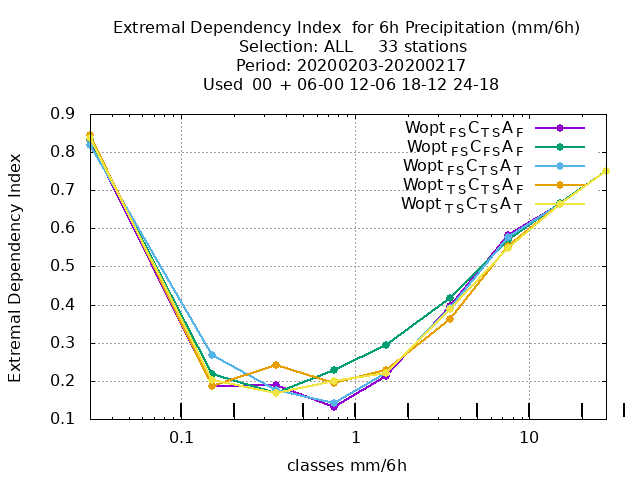 Extremal Dependency Index  for 6h Precipitation (mm/6h)
Selection: ALL     33 stations
Period: 20200203-20200217
Used  00  + 06-00 12-06 18-12 24-18
Wopt FS C TS A F
Wopt FS C FS A F
Wopt FS C TS A T
Wopt TS C TS A F
Wopt TS C TS A T
0.9
0.8
0.7
0.6
0.5
0.4
0.3
0.2
0.1
Extremal Dependency Index
0.1 1 10
classes mm/6h